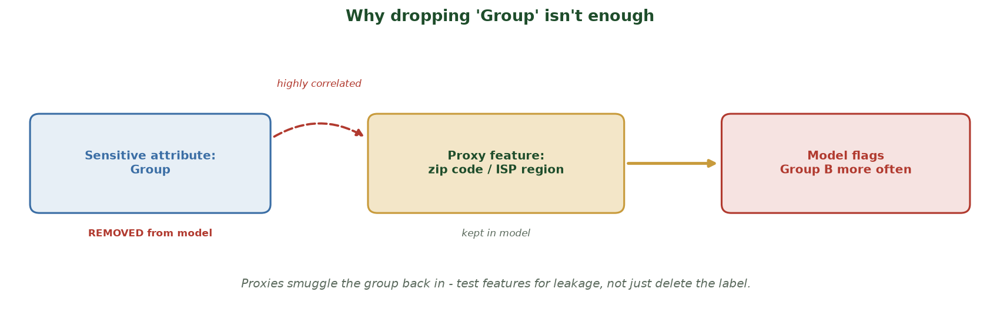 Why dropping 'Group' isn't enough
highly correlated
Sensitive attribute:
Group
Proxy feature:
zip code / ISP region
Model flags
Group B more often
REMOVED from model
kept in model
Proxies smuggle the group back in - test features for leakage, not just delete the label.